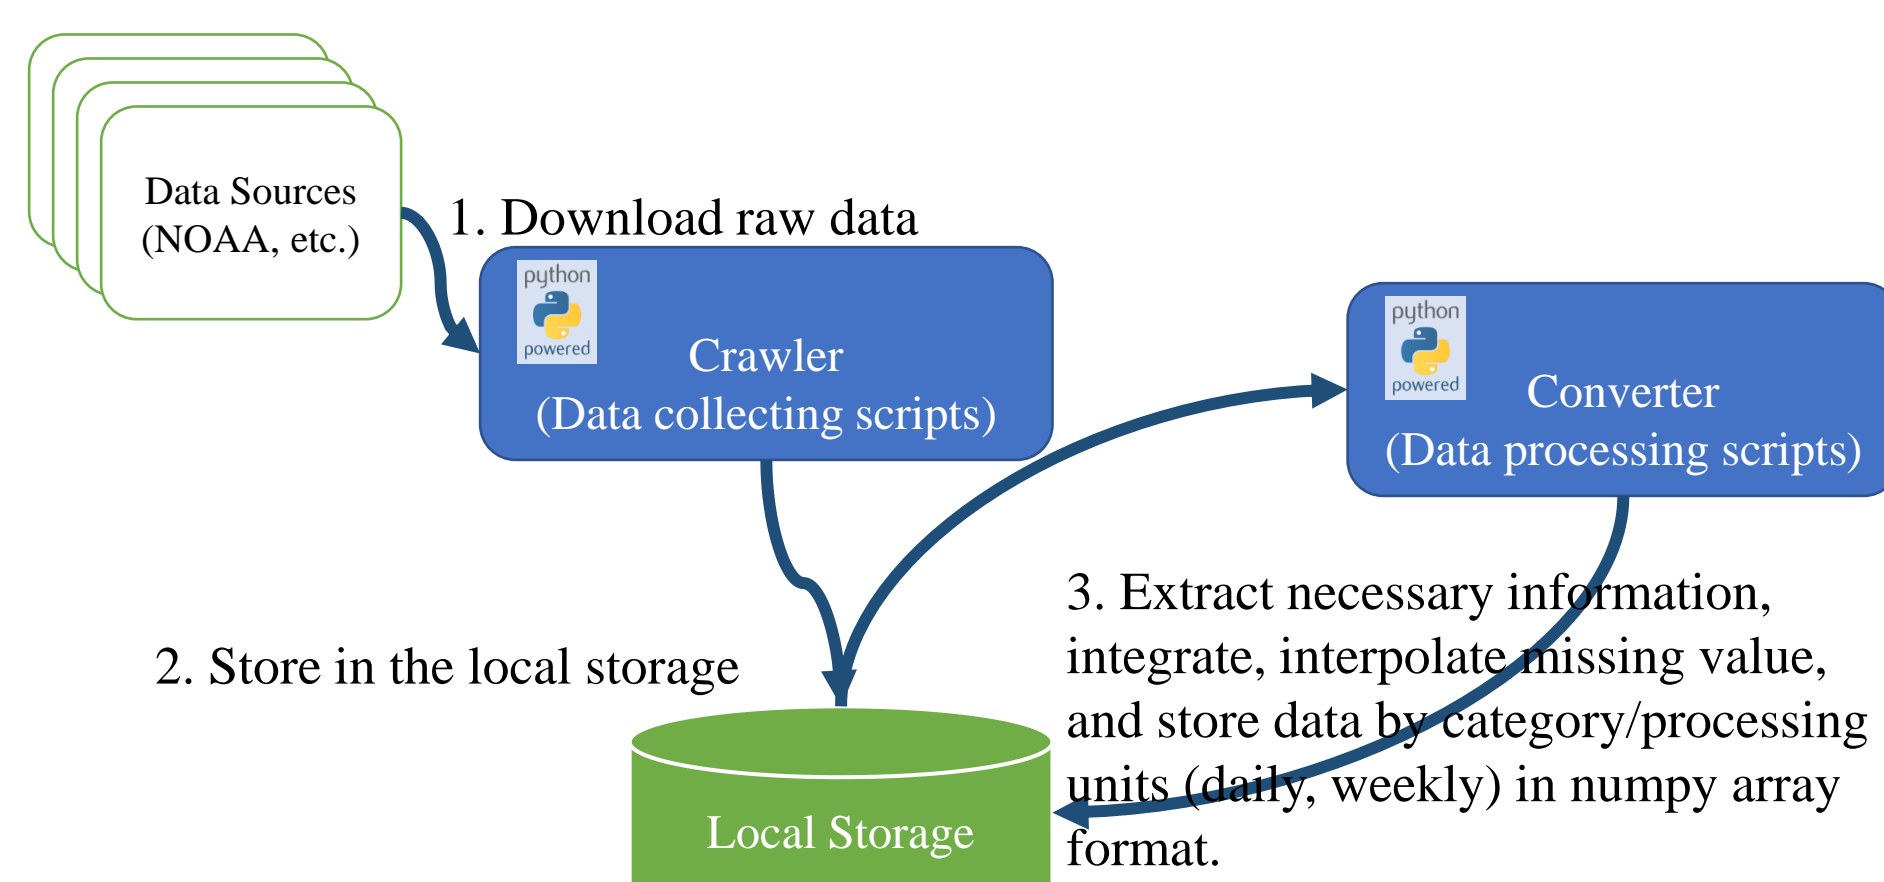 Data Sources
(NOAA, etc.)
1. Download raw data
python
powered
Crawler
(Data collecting scripts)
python
powered
Converter
(Data processing scripts)
2. Store in the local storage
3. Extract necessary information,
integrate, interpolate missing value,
and store data by category/processing
units (daily, weekly) in numpy array
format.
Local Storage